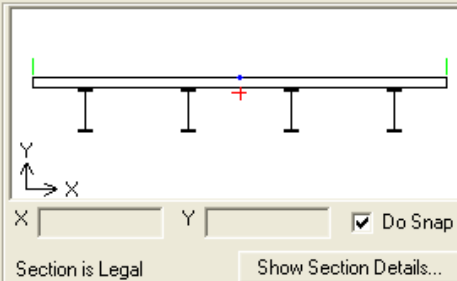 Y
X
X Y Do Snap
Section is Legal Show Section Details...